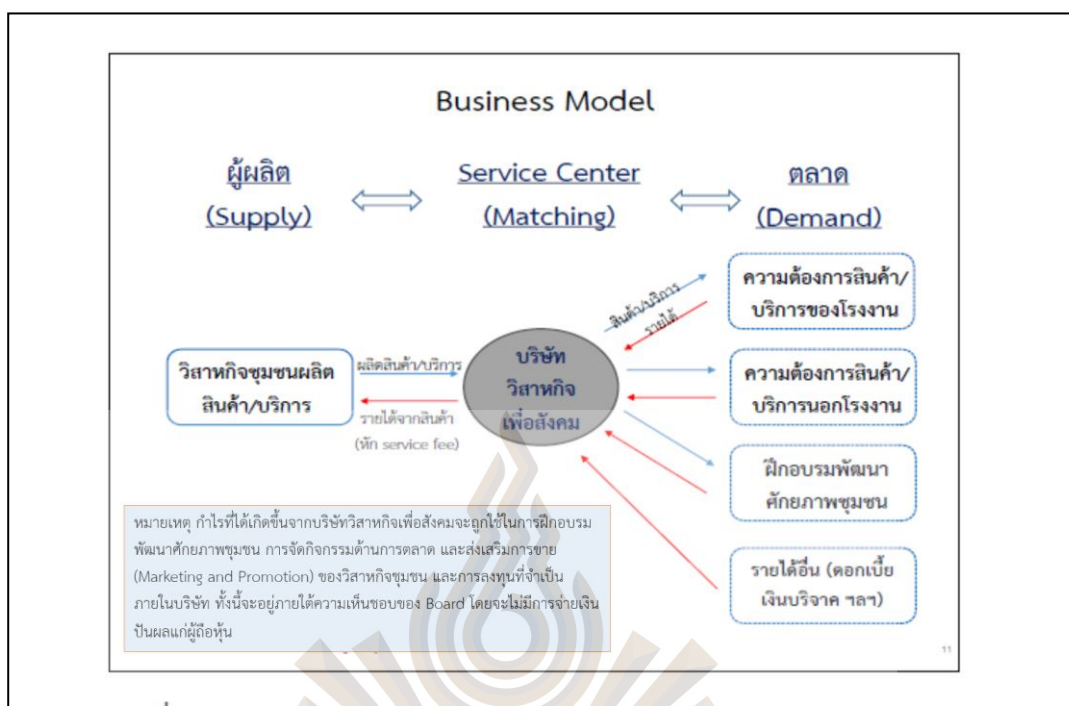 Business Model
ผู้ผลิต
(Supply)
Service Center
(Matching)
ตลาด
(Demand)
ความต้องการสินค้า/
บริการของโรงงาน
สินค้า/บริการ
รายได้
วิสาหกิจชุมชนผลิต
สินค้า/บริการ
ผลิตสินค้า/บริการ
รายได้จากสินค้า
(หัก service fee)
บริษัท
วิสาหกิจ
เพื่อสังคม
ความต้องการสินค้า/
บริการนอกโรงงาน
ฝึกอบรมพัฒนา
ศักยภาพชุมชน
รายได้อื่น (ดอกเบี้ย
เงินบริจาค ฯลฯ)
หมายเหตุ กำไรที่ได้เกิดขึ้นจากบริษัทวิสาหกิจเพื่อสังคมจะถูกใช้ในการฝึกอบรม
พัฒนาศักยภาพชุมชน การจัดกิจกรรมด้านการตลาด และส่งเสริมการขาย
(Marketing and Promotion) ของวิสาหกิจชุมชน และการลงทุนที่จำเป็น
ภายในบริษัท ทั้งนี้จะอยู่ภายใต้ความเห็นชอบของ Board โดยจะไม่มีการจ่ายเงิน
ปันผลแก่ผู้ถือหุ้น
11